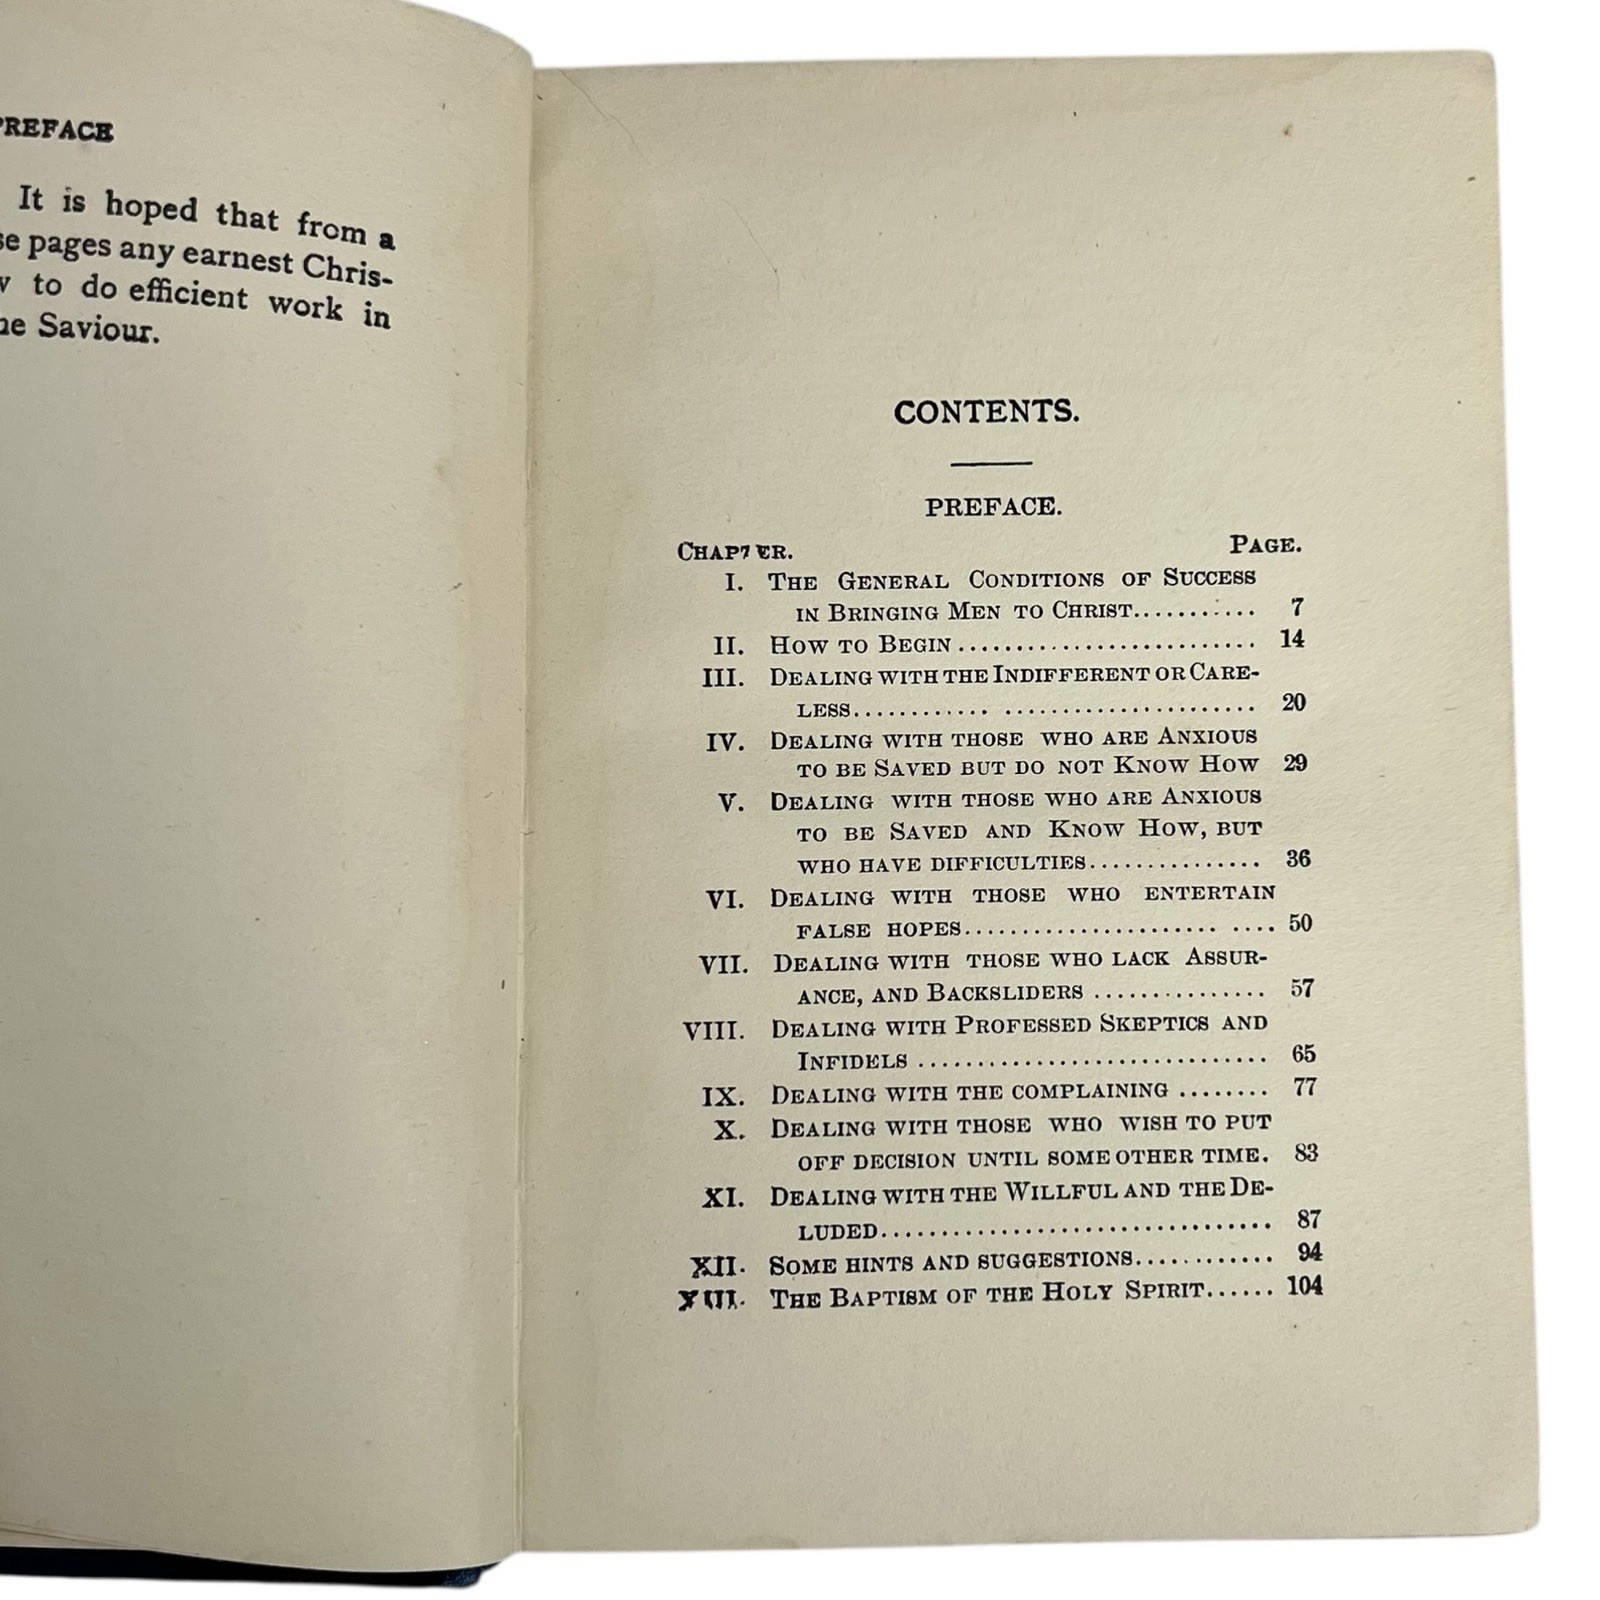 PREFACE
It is hoped that from a
pages any earnest Chris-
to do efficient work in
Saviour.
CONTENTS.
PREFACE.
CHAPTER. PAGE.
I. THE GENERAL CONDITIONS OF SUCCESS
IN BRINGING MEN TO CHRIST........... 7
II. HOW TO BEGIN.......................... 14
III. DEALING WITH THE INDIFFERENT OR CARE-
LESS............ ...................... 20
IV. DEALING WITH THOSE WHO ARE ANXIOUS
TO BE SAVED BUT DO NOT KNOW HOW 29
V. DEALING WITH THOSE WHO ARE ANXIOUS
TO BE SAVED AND KNOW HOW, BUT
WHO HAVE DIFFICULTIES............... 36
VI. DEALING WITH THOSE WHO ENTERTAIN
FALSE HOPES...................... .... 50
VII. DEALING WITH THOSE WHO LACK ASSUR-
ANCE, AND BACKSLIDERS ............... 57
VIII. DEALING WITH PROFESSED SKEPTICS AND
INFIDELS .............................. 65
IX. DEALING WITH THE COMPLAINING ........ 77
X. DEALING WITH THOSE WHO WISH TO PUT
OFF DECISION UNTIL SOME OTHER TIME. 83
XI. DEALING WITH THE WILLFUL AND THE DE-
LUDED.................................. 87
XII. SOME HINTS AND SUGGESTIONS............ 94
XIII. THE BAPTISM OF THE HOLY SPIRIT...... 104